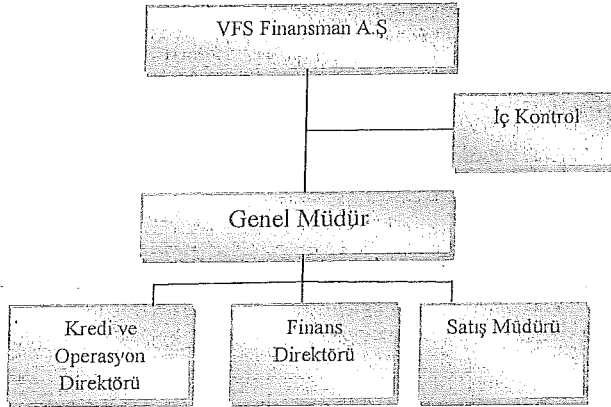 VFS Finansman A.Ş
İç Kontrol
Genel Müdür
Kredi ve
Operasyon
Direktörü
Finans
Direktörü
Satış Müdürü